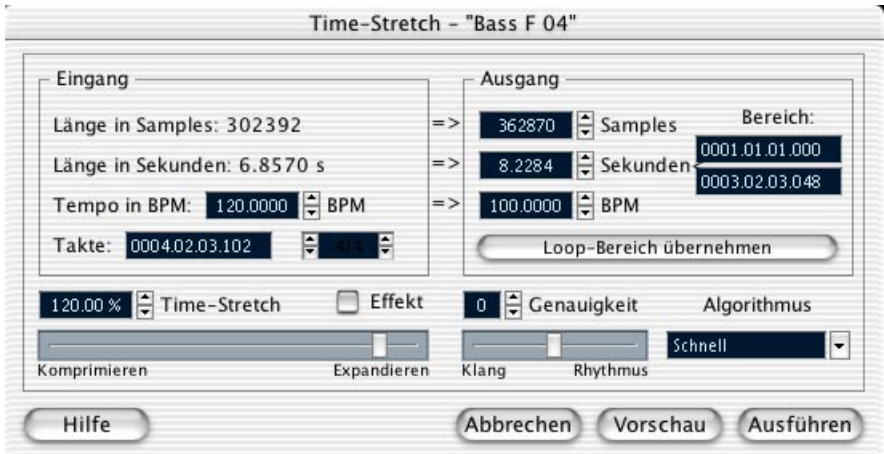 Time-Stretch - "Bass F 04"
Eingang
Länge in Samples: 302392
Länge in Sekunden: 6.8570 s
Tempo in BPM: 120.0000 BPM
Takte: 0004.02.03.102 4/4
=>
=>
=>
Ausgang
362870 Samples
8.2284 Sekunden
100.0000 BPM
Bereich:
0001.01.01.000
0003.02.03.048
Loop-Bereich übernehmen
120.00 % Time-Stretch
Effekt
Komprimieren Expandieren
0 Genauigkeit
Klang Rhythmus
Algorithmus
Schnell
Hilfe
Abbrechen
Vorschau
Ausführen